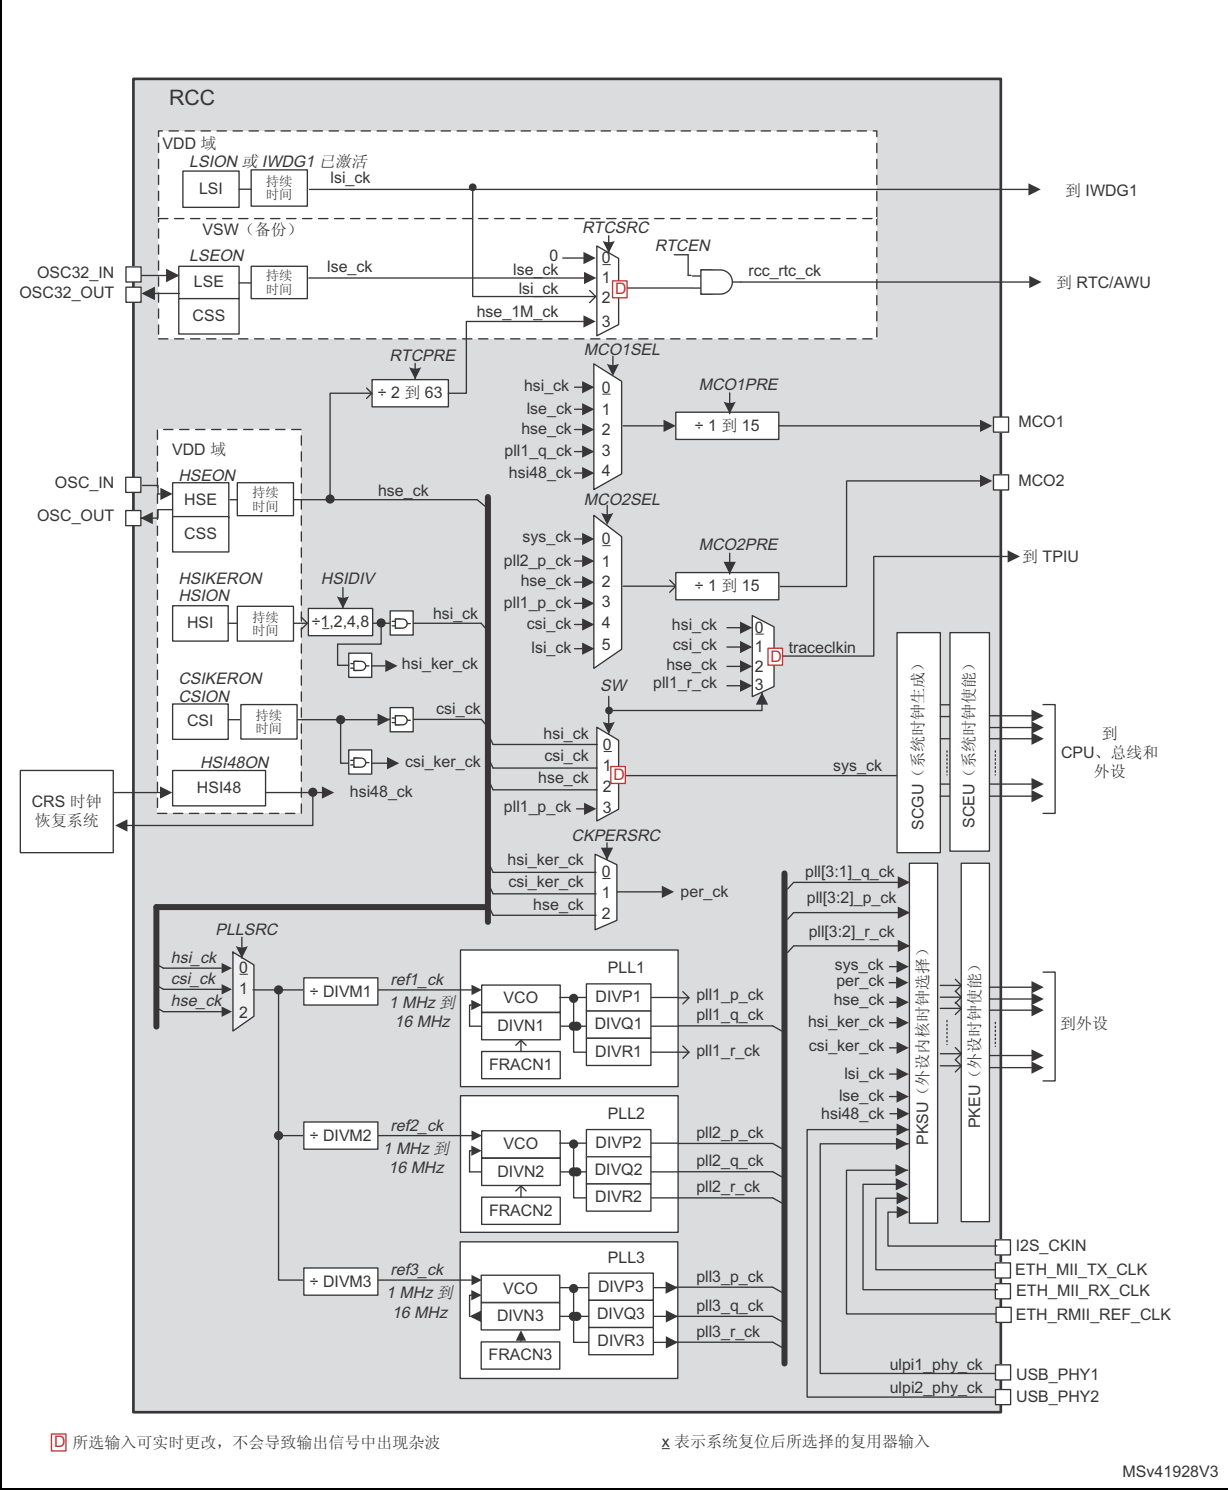 RCC
VDD 域
LSION 或 IWDG1 已激活
LSI
持续
时间
lsi_ck
到 IWDG1
VSW（备份）
RTCSRC
RTCEN
LSEON
OSC32_IN
OSC32_OUT
LSE
CSS
持续
时间
lse_ck
0
lse_ck
lsi_ck
hse_1M_ck
0
1
2
3
D
rcc_rtc_ck
到 RTC/AWU
RTCPRE
÷ 2 到 63
MCO1SEL
hsi_ck
lse_ck
hse_ck
pll1_q_ck
hsi48_ck
0
1
2
3
4
MCO1PRE
÷ 1 到 15
MCO1
VDD 域
HSEON
OSC_IN
OSC_OUT
HSE
CSS
持续
时间
hse_ck
MCO2SEL
sys_ck
pll2_p_ck
hse_ck
pll1_p_ck
csi_ck
lsi_ck
0
1
2
3
4
5
MCO2PRE
÷ 1 到 15
MCO2
到 TPIU
HSIKERON
HSION
HSI
持续
时间
HSIDIV
÷1,2,4,8
hsi_ck
hsi_ker_ck
hsi_ck
csi_ck
hse_ck
pll1_r_ck
0
1
2
3
D
traceclkin
CSIKERON
CSION
CSI
持续
时间
csi_ck
csi_ker_ck
SW
hsi_ck
csi_ck
hse_ck
pll1_p_ck
0
1
2
3
D
sys_ck
SCGU（系统时钟生成）
SCEU（系统时钟使能）
到
CPU、总线和
外设
HSI48ON
HSI48
hsi48_ck
CRS 时钟
恢复系统
CKPERSRC
hsi_ker_ck
csi_ker_ck
hse_ck
0
1
2
per_ck
PLLSRC
hsi_ck
csi_ck
hse_ck
0
1
2
÷ DIVM1
ref1_ck
1 MHz 到
16 MHz
PLL1
VCO
DIVN1
FRACN1
DIVP1
DIVQ1
DIVR1
pll1_p_ck
pll1_q_ck
pll1_r_ck
÷ DIVM2
ref2_ck
1 MHz 到
16 MHz
PLL2
VCO
DIVN2
FRACN2
DIVP2
DIVQ2
DIVR2
pll2_p_ck
pll2_q_ck
pll2_r_ck
÷ DIVM3
ref3_ck
1 MHz 到
16 MHz
PLL3
VCO
DIVN3
FRACN3
DIVP3
DIVQ3
DIVR3
pll3_p_ck
pll3_q_ck
pll3_r_ck
pll[3:1]_q_ck
pll[3:2]_p_ck
pll[3:2]_r_ck
sys_ck
per_ck
hse_ck
hsi_ker_ck
csi_ker_ck
lsi_ck
lse_ck
hsi48_ck
PKSU（外设内核时钟选择）
PKEU（外设时钟使能）
到外设
I2S_CKIN
ETH_MII_TX_CLK
ETH_MII_RX_CLK
ETH_RMII_REF_CLK
ulpi1_phy_ck
USB_PHY1
ulpi2_phy_ck
USB_PHY2
D 所选输入可实时更改，不会导致输出信号中出现杂波
x 表示系统复位后所选择的复用器输入
MSv41928V3